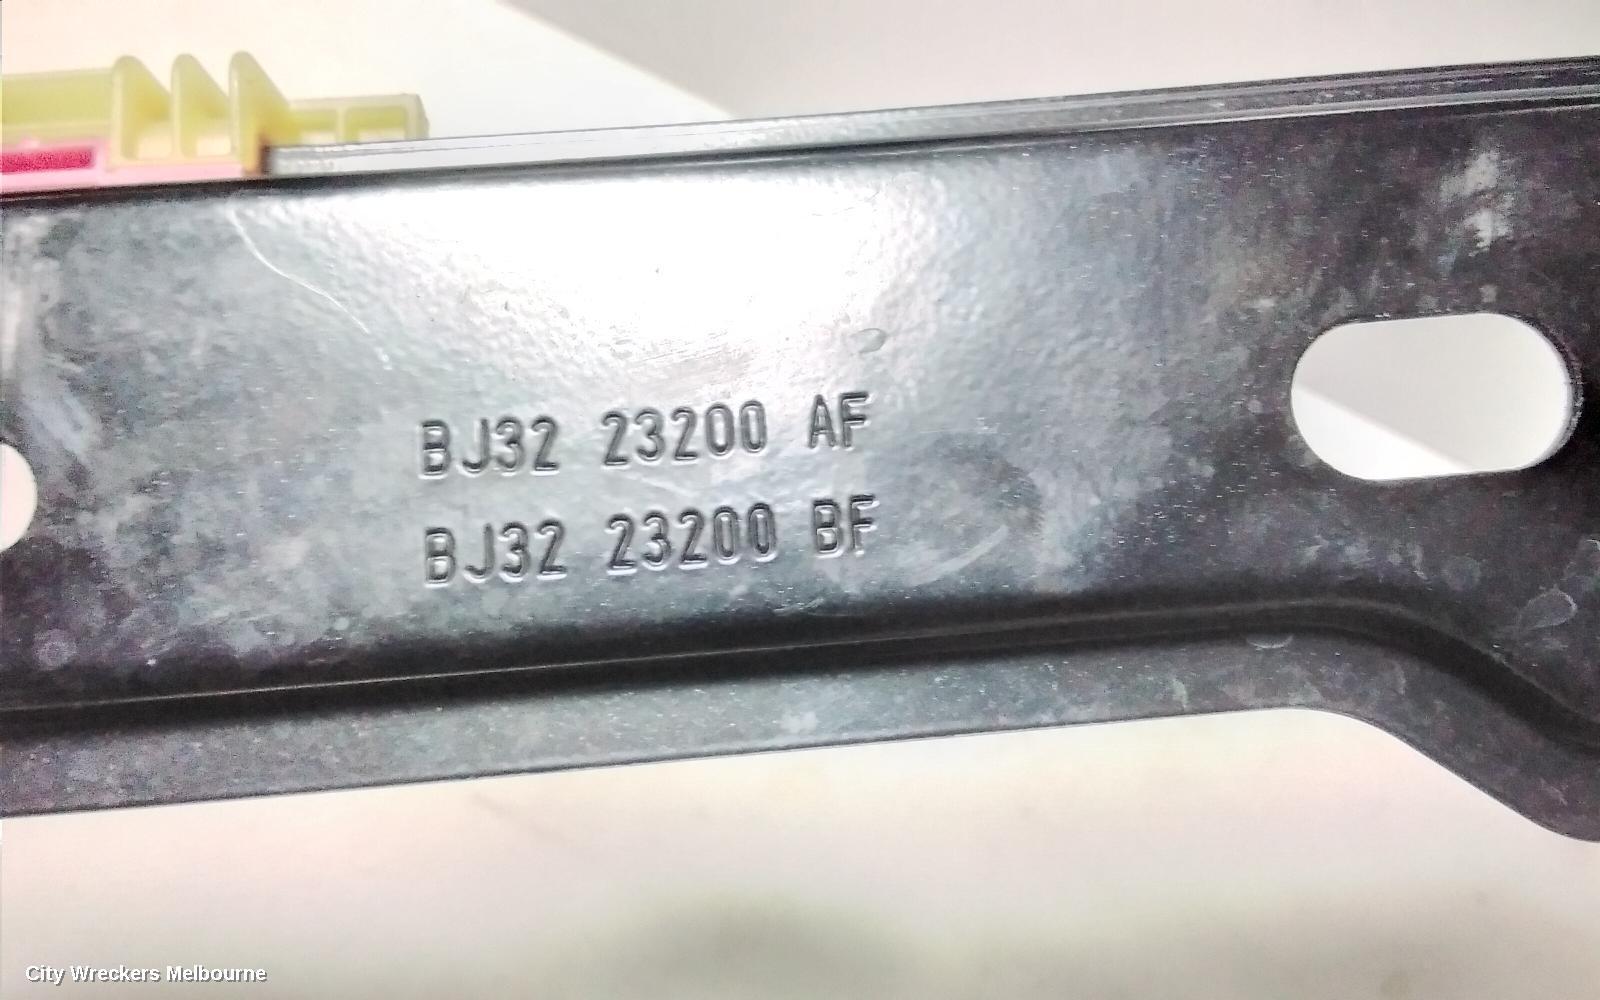 BJ32 23200 AF
BJ32 23200 BF
City Wreckers Melbourne